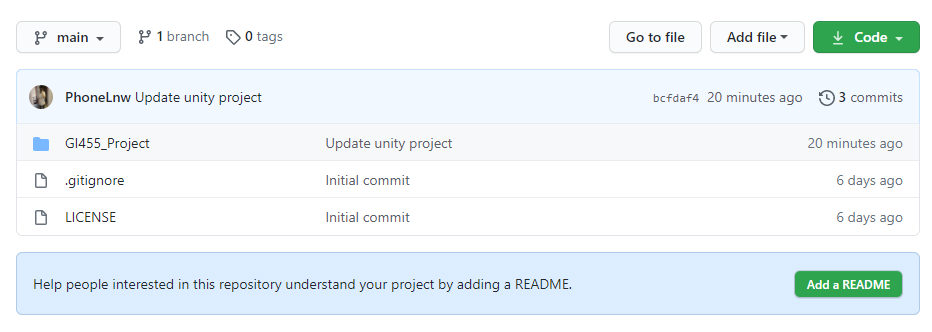 main 1 branch 0 tags Go to file Add file Code
PhoneLnw Update unity project bcfdaf4 20 minutes ago 3 commits
GI455_Project Update unity project 20 minutes ago
.gitignore Initial commit 6 days ago
LICENSE Initial commit 6 days ago
Help people interested in this repository understand your project by adding a README. Add a README